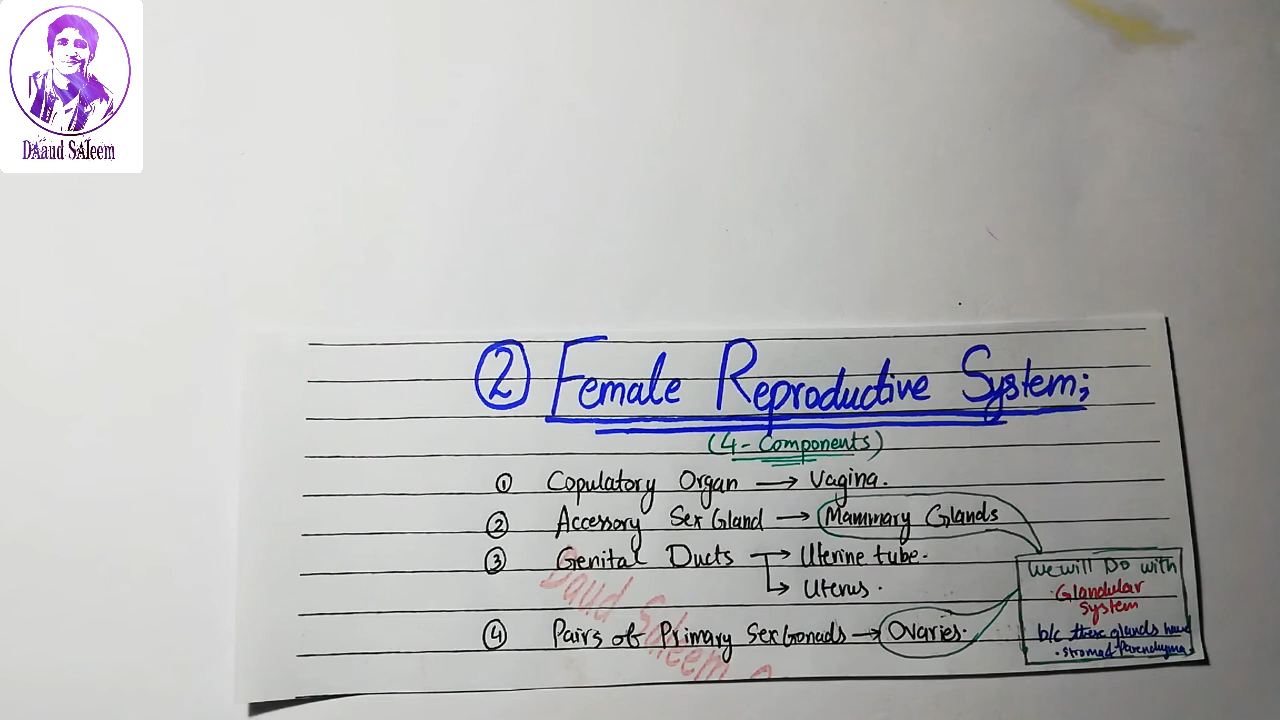 DAaud SAleem
② Female Reproductive System;
(4-Components)
① Copulatory Organ → Vagina.
② Accessory Sex Gland → Mammary Glands
③ Genital Ducts → Uterine tube.
→ Uterus.
④ Pairs of Primary Sex Gonads → Ovaries.
We will Do with
Glandular
system
b/c these glands have
Daud Saleem